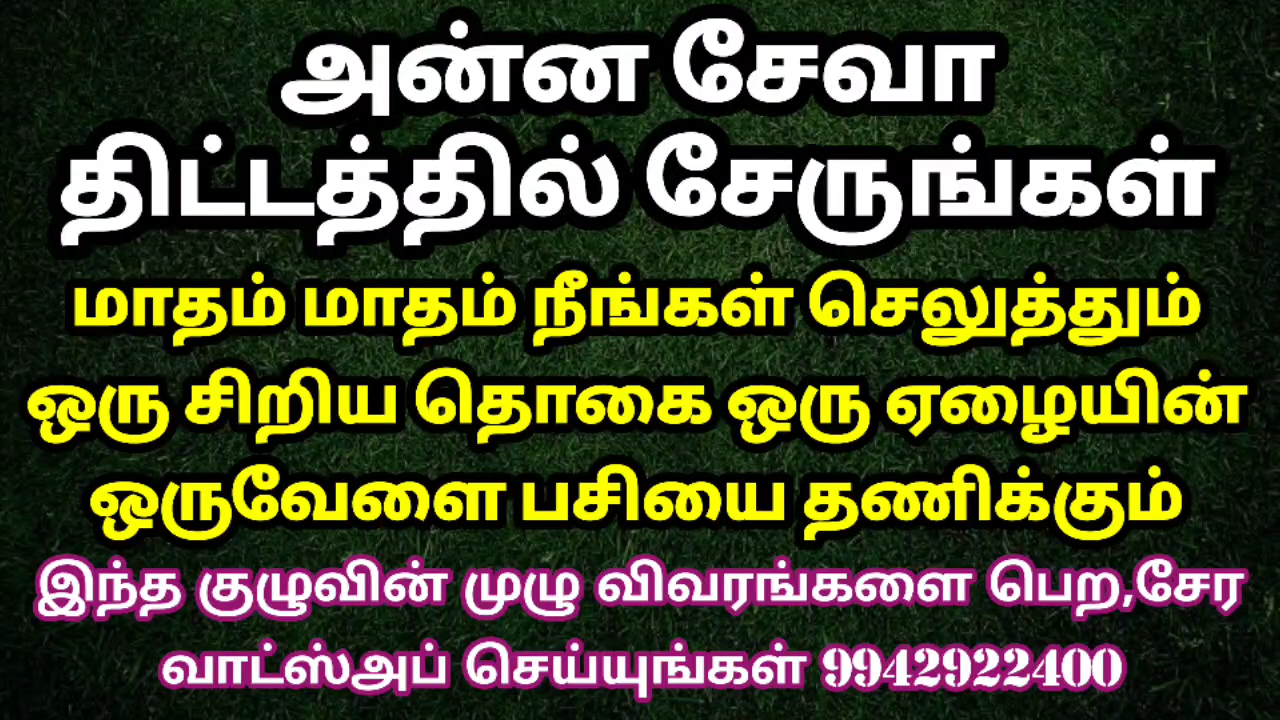 அன்ன சேவா
திட்டத்தில் சேருங்கள்
மாதம் மாதம் நீங்கள் செலுத்தும்
ஒரு சிறிய தொகை ஒரு ஏழையின்
ஒருவேளை பசியை தணிக்கும்
இந்த குழுவின் முழு விவரங்களை பெற,சேர
வாட்ஸ்அப் செய்யுங்கள் 9942922400